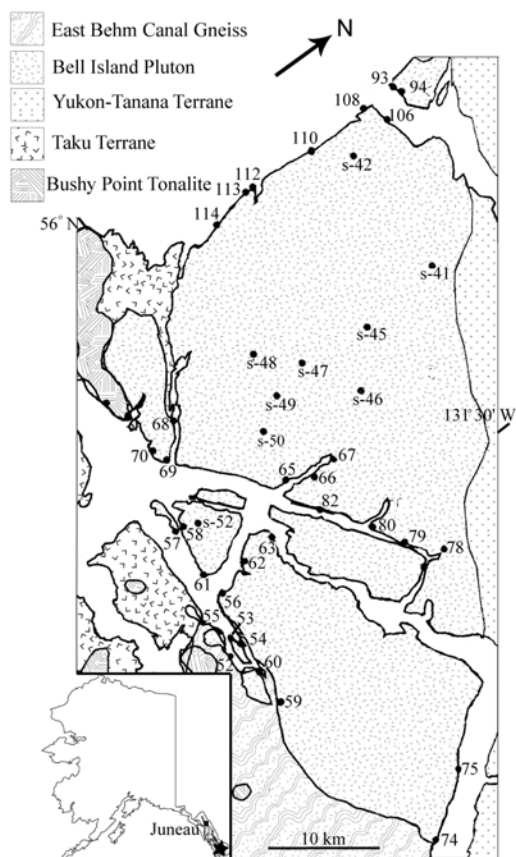 East Behm Canal Gneiss
Bell Island Pluton
Yukon-Tanana Terrane
Taku Terrane
Bushy Point Tonalite
N
93
94
108
106
110
s-42
112
113
114
56° N
s-41
s-45
s-48
s-47
s-46
s-49
131°30' W
68
s-50
70
69
67
65
66
82
s-52
80
57
58
79
78
63
62
61
56
55
53
54
52
60
59
75
74
Juneau
10 km